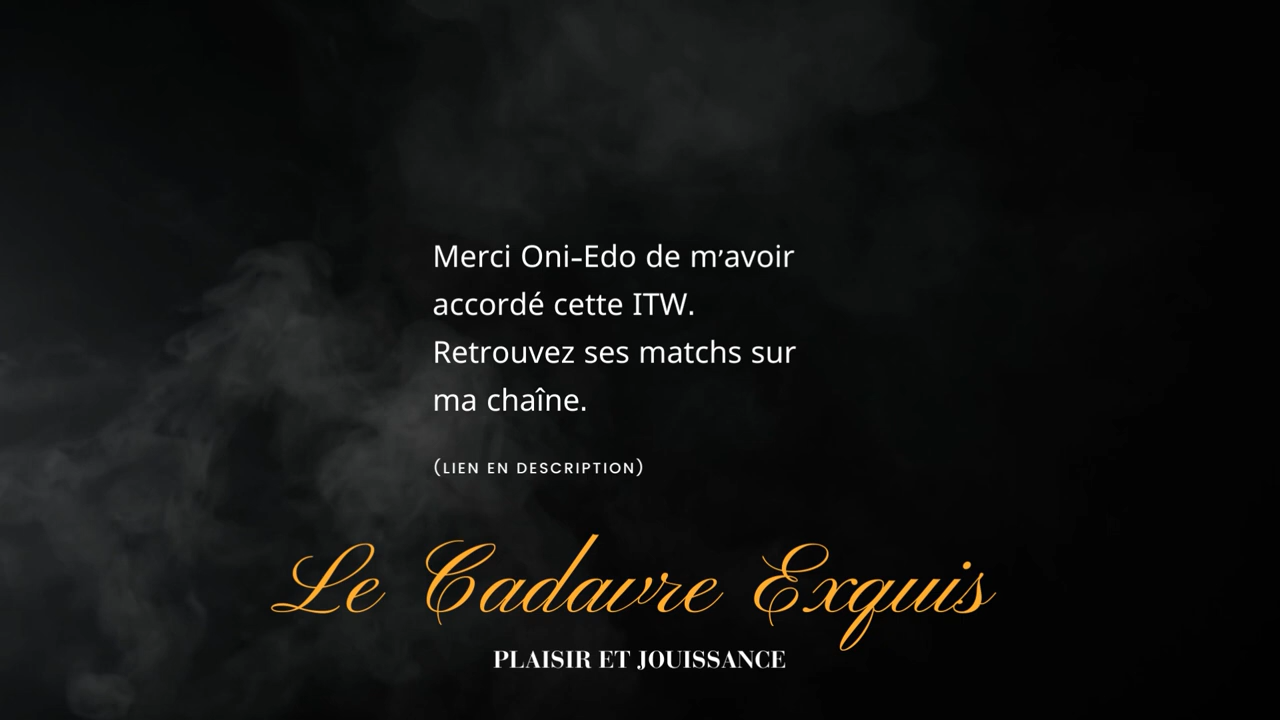 Merci Oni-Edo de m'avoir
accordé cette ITW.
Retrouvez ses matchs sur
ma chaîne.
(LIEN EN DESCRIPTION)
Le Cadavre Exquis
PLAISIR ET JOUISSANCE